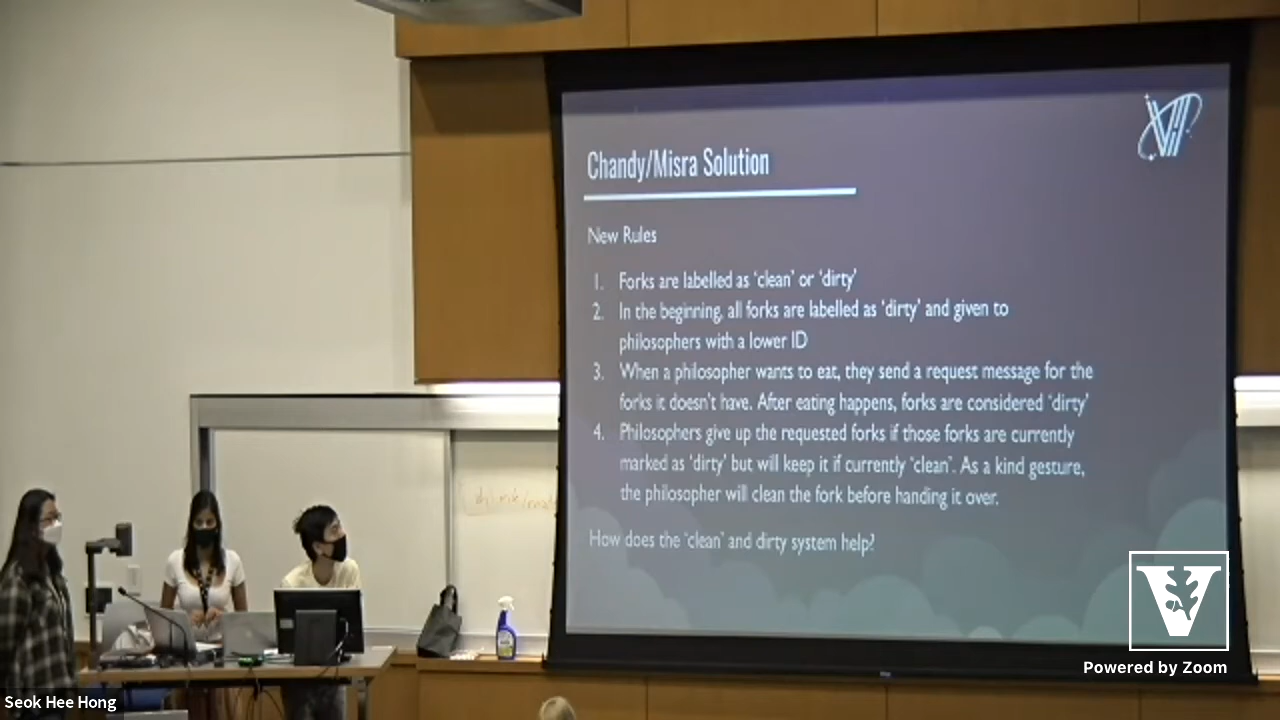 Chandy/Misra Solution
New Rules
1. Forks are labelled as 'clean' or 'dirty'
2. In the beginning, all forks are labelled as 'dirty' and given to
philosophers with a lower ID
3. When a philosopher wants to eat, they send a request message for the
forks it doesn't have. After eating happens, forks are considered 'dirty'
4. Philosophers give up the requested forks if those forks are currently
marked as 'dirty' but will keep it if currently "clean". As a kind gesture,
the philosopher will clean the fork before handing it over.
How does the "clean" and dirty system help?
V
Powered by Zoom
Seok Hee Hong